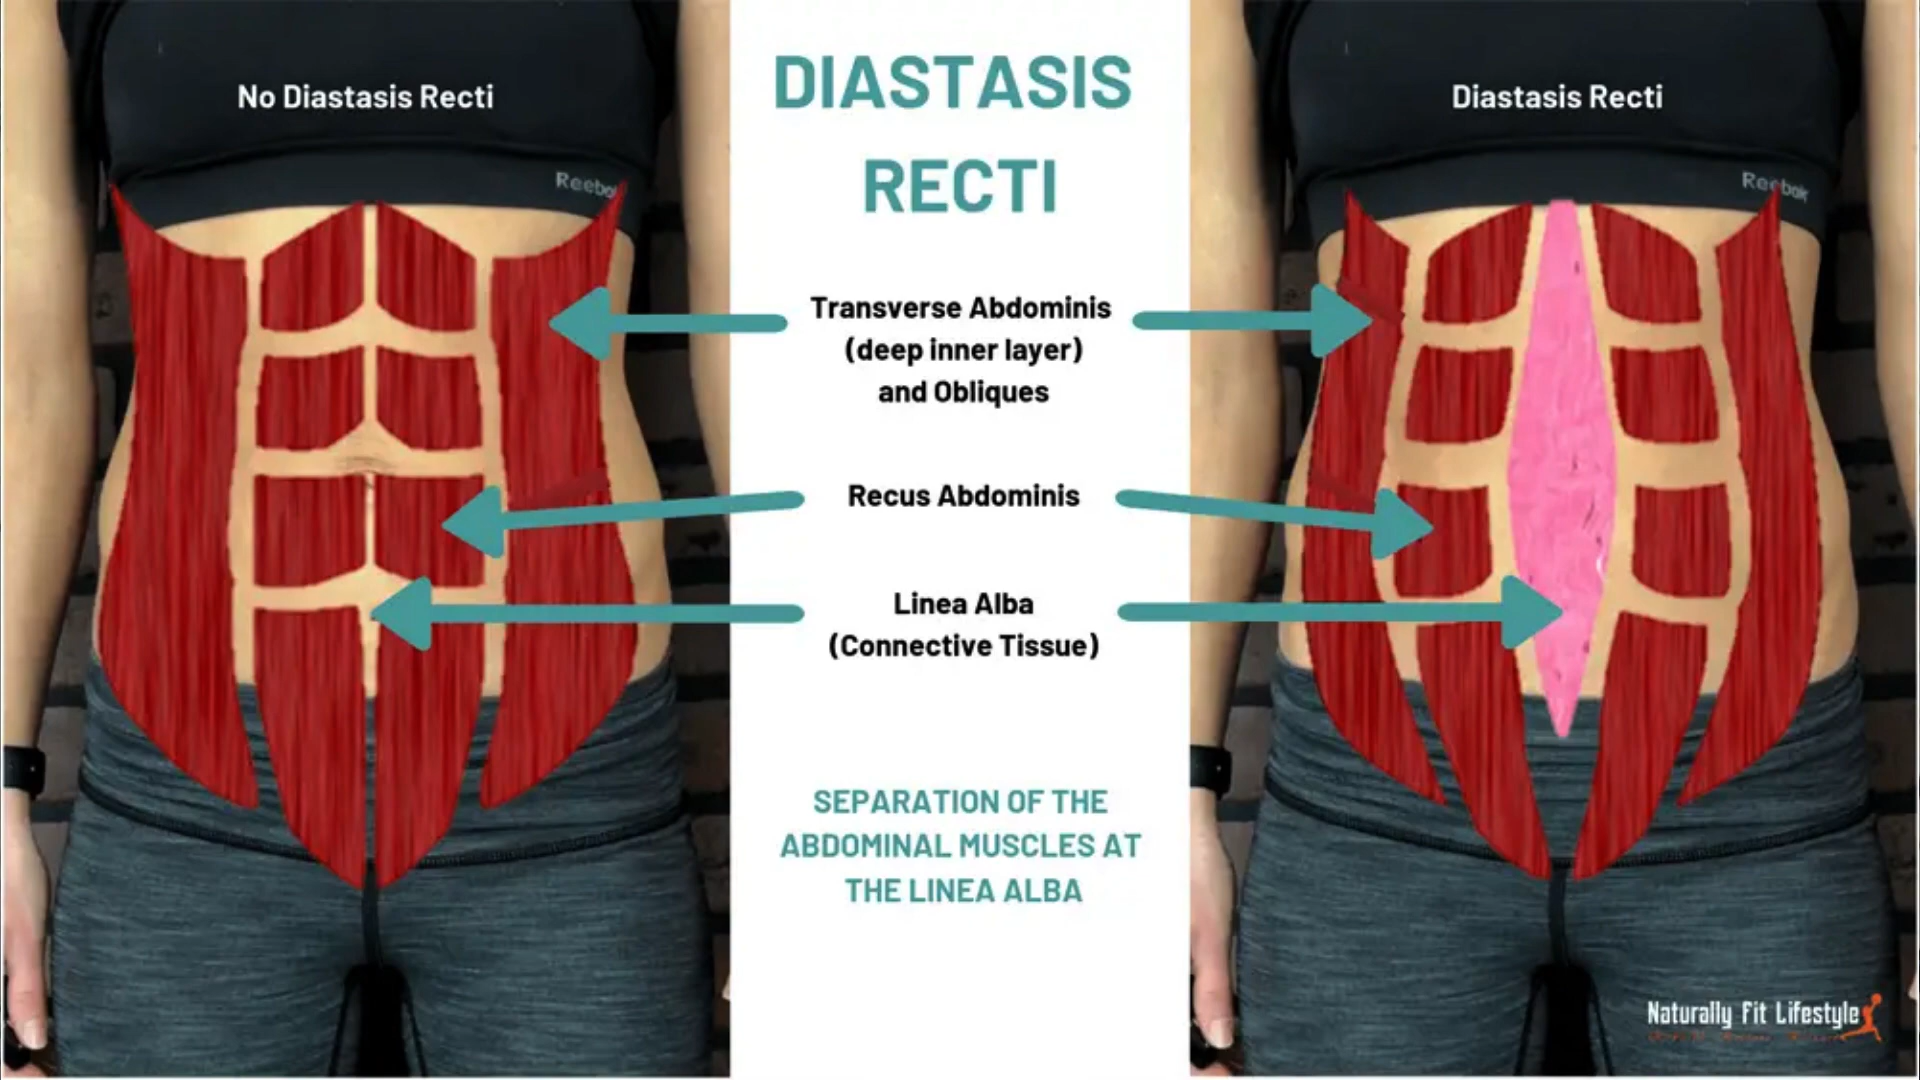 No Diastasis Recti
Reebo
DIASTASIS
RECTI
Transverse Abdominis
(deep inner layer)
and Obliques
Recus Abdominis
Linea Alba
(Connective Tissue)
SEPARATION OF THE
ABDOMINAL MUSCLES AT
THE LINEA ALBA
Diastasis Recti
Reebok
Naturally Fit Lifestyle